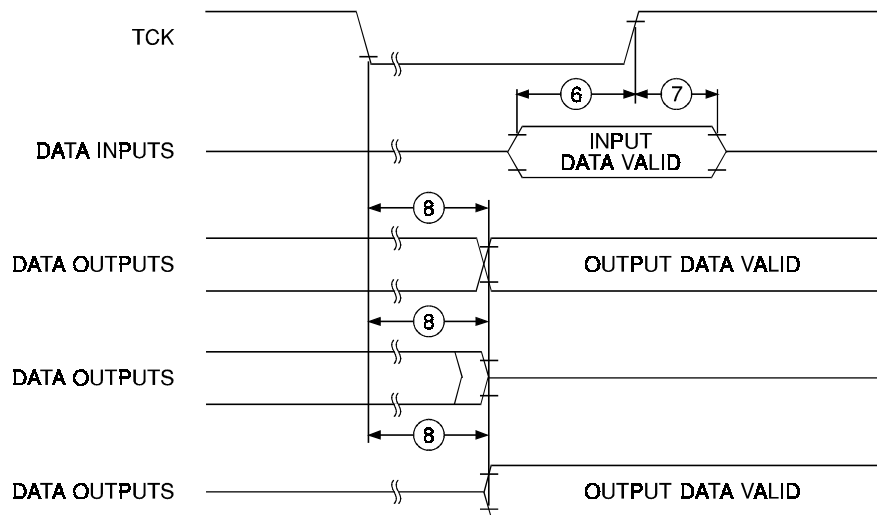 TCK
6
7
DATA INPUTS
INPUT
DATA VALID
8
DATA OUTPUTS
OUTPUT DATA VALID
8
DATA OUTPUTS
8
DATA OUTPUTS
OUTPUT DATA VALID